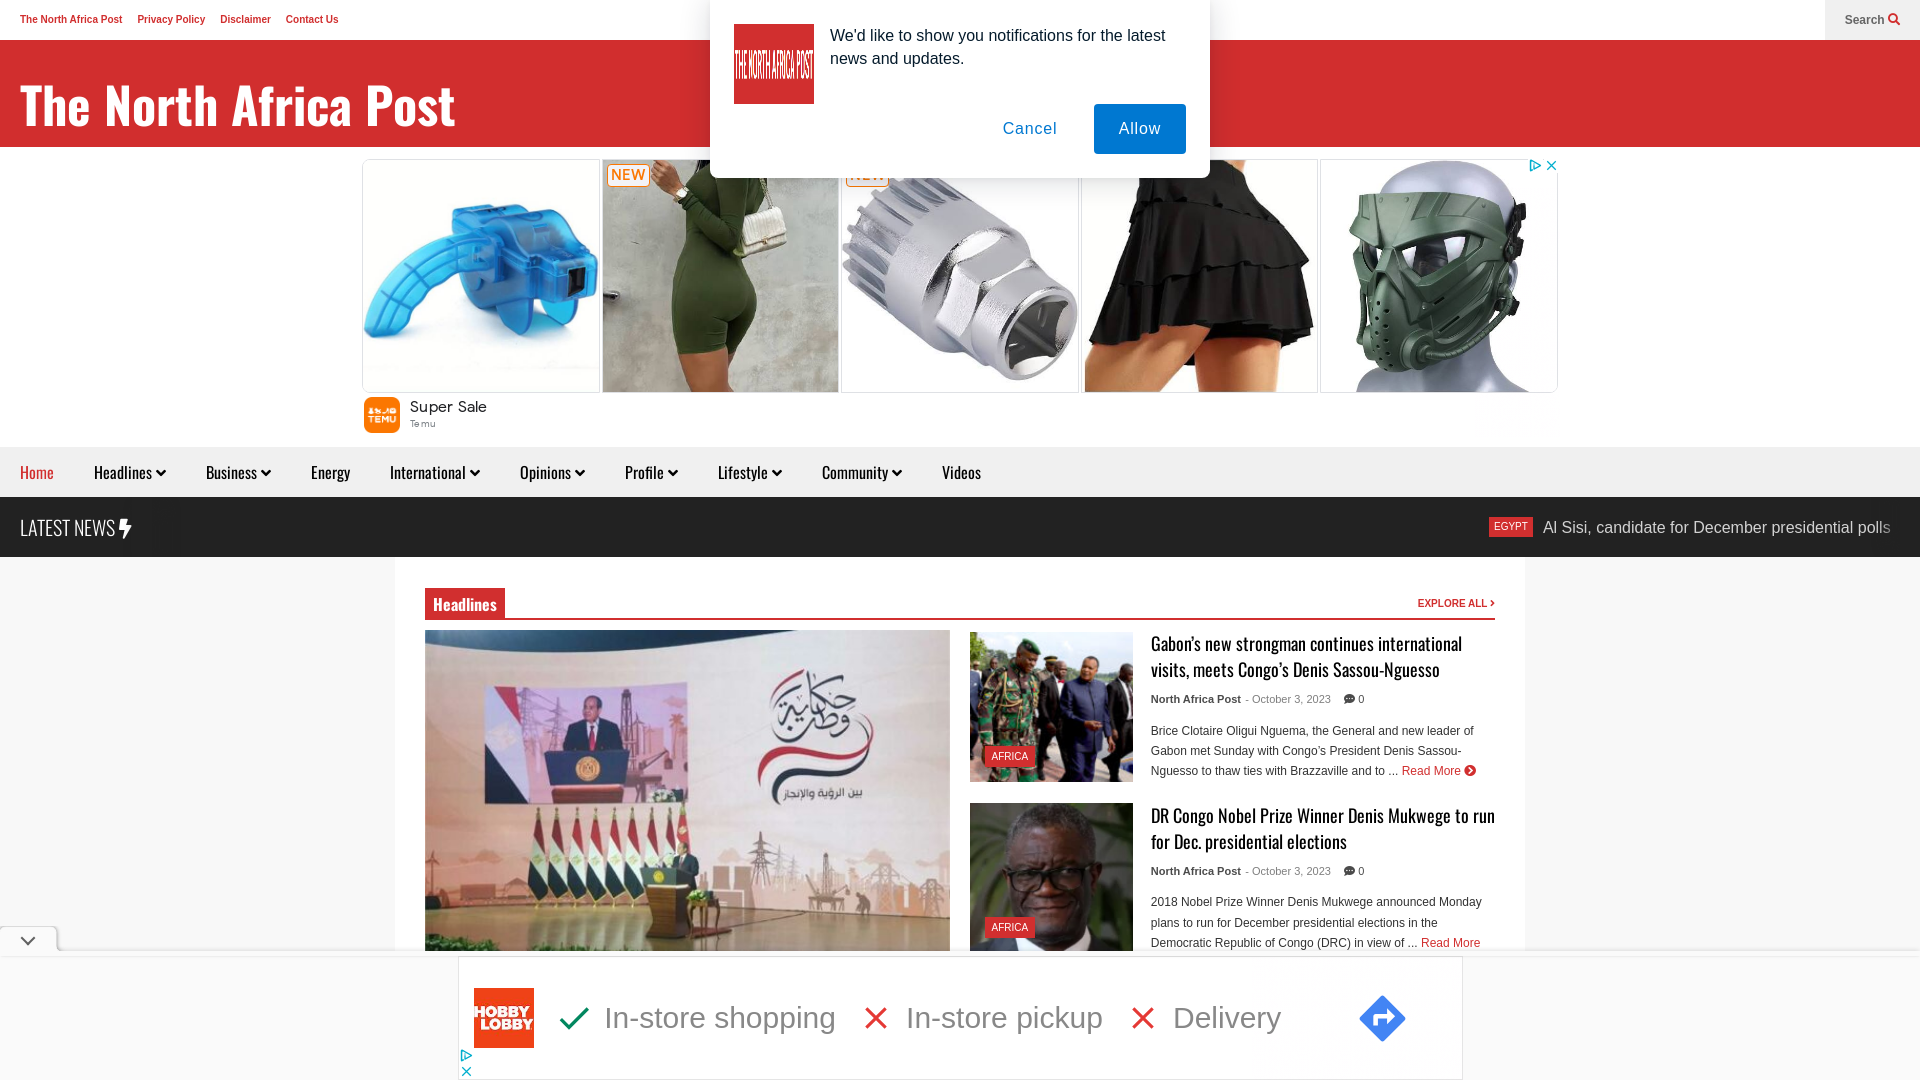 The North Africa Post
Privacy Policy
Disclaimer
Contact Us
Search
THE NORTH AFRICA POST
We'd like to show you notifications for the latest
news and updates.
Cancel
Allow
The North Africa Post
NEW
NEW
TEMU
Super Sale
Temu
Home
Headlines
Business
Energy
International
Opinions
Profile
Lifestyle
Community
Videos
LATEST NEWS
EGYPT
Al Sisi, candidate for December presidential polls
Headlines
EXPLORE ALL
حكاية
وطن
بين الرؤية والإنجاز
Gabon’s new strongman continues international
visits, meets Congo’s Denis Sassou-Nguesso
North Africa Post - October 3, 2023 0
Brice Clotaire Oligui Nguema, the General and new leader of
Gabon met Sunday with Congo’s President Denis Sassou-
Nguesso to thaw ties with Brazzaville and to ... Read More
AFRICA
DR Congo Nobel Prize Winner Denis Mukwege to run
for Dec. presidential elections
North Africa Post - October 3, 2023 0
2018 Nobel Prize Winner Denis Mukwege announced Monday
plans to run for December presidential elections in the
Democratic Republic of Congo (DRC) in view of ... Read More
AFRICA
HOBBY
LOBBY
In-store shopping
In-store pickup
Delivery